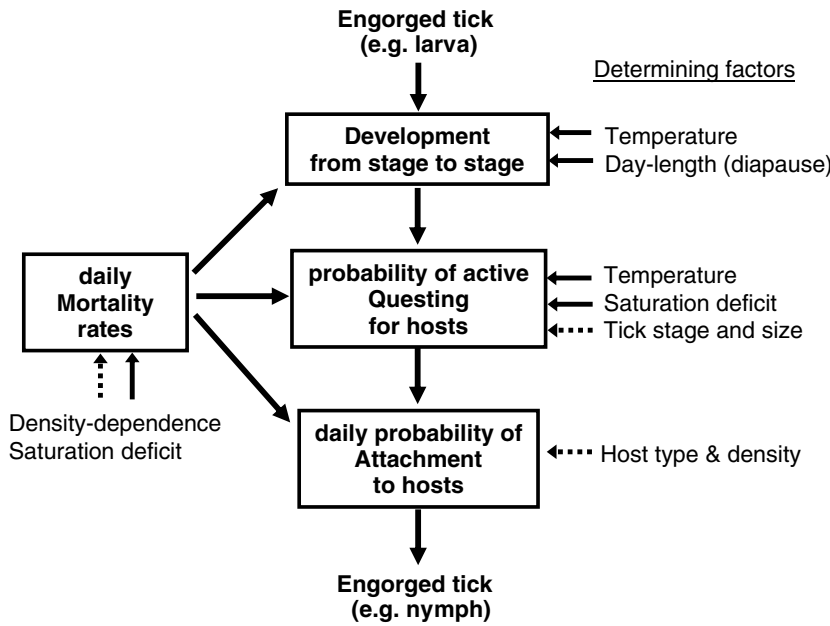 Engorged tick
(e.g. larva)
Determining factors
Development
from stage to stage
Temperature
Day-length (diapause)
daily
Mortality
rates
probability of active
Questing
for hosts
Temperature
Saturation deficit
Tick stage and size
Density-dependence
Saturation deficit
daily probability of
Attachment
to hosts
Host type & density
Engorged tick
(e.g. nymph)